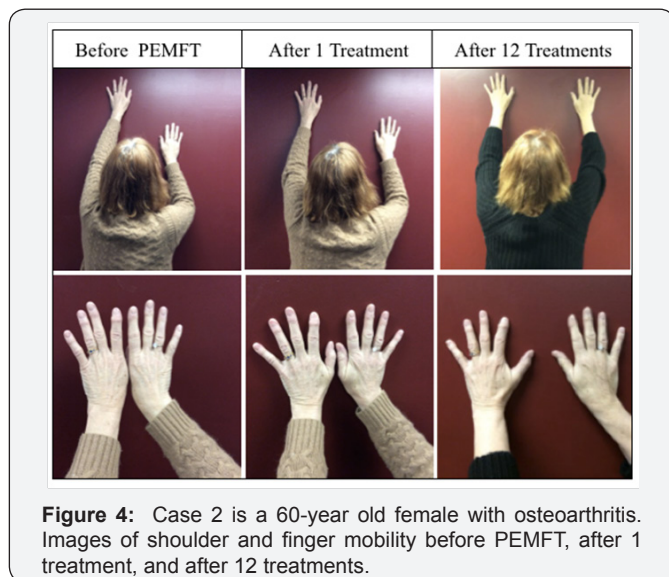 Before PEMFT After 1 Treatment After 12 Treatments
Figure 4: Case 2 is a 60-year old female with osteoarthritis.
Images of shoulder and finger mobility before PEMFT, after 1
treatment, and after 12 treatments.